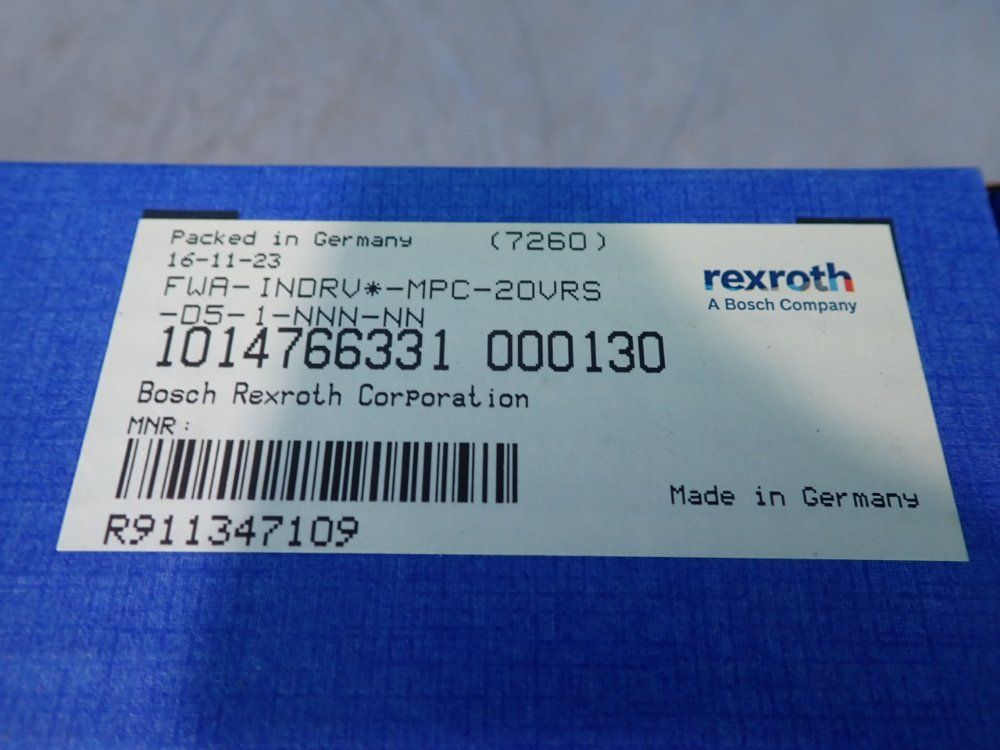 Packed in Germany (7260)
16-11-23
FWA-INDRV*-MPC-20VRS
-D5-1-NNN-NN
1014766331 000130
Bosch Rexroth Corporation
MNR:
R911347109
rexroth
A Bosch Company
Made in Germany